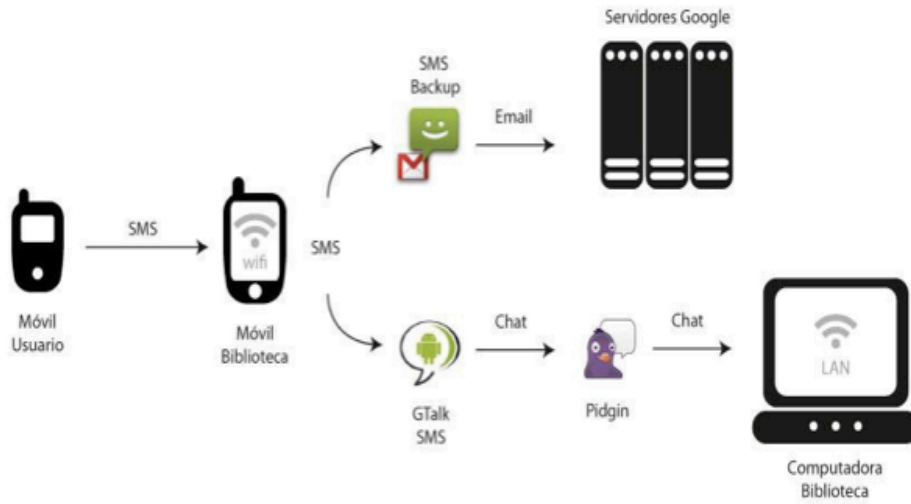 Servidores Google
SMS
Backup
Email
SMS
wifi
SMS
Móvil
Usuario
Móvil
Biblioteca
Chat
Chat
LAN
GTalk
SMS
Pidgin
Computadora
Biblioteca